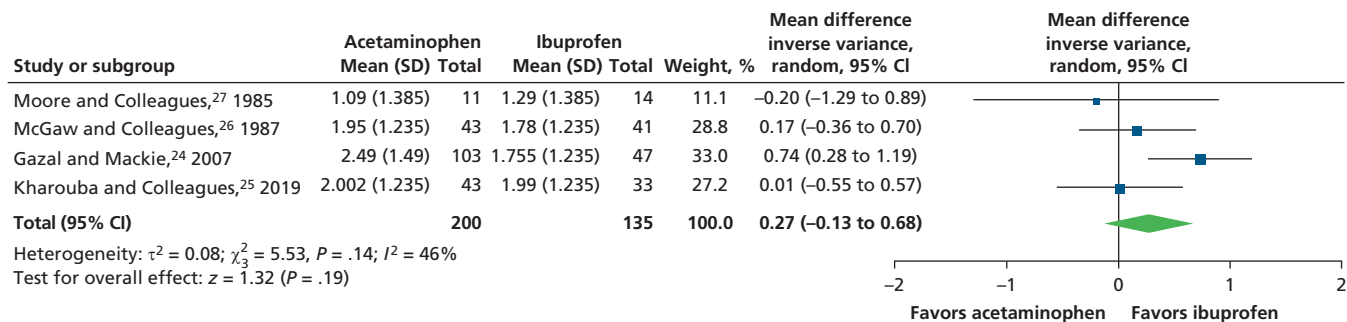 Mean difference Mean difference
Acetaminophen Ibuprofen inverse variance, inverse variance,
Study or subgroup Mean (SD) Total Mean (SD) Total Weight, % random, 95% CI random, 95% CI
Moore and Colleagues,²⁷ 1985 1.09 (1.385) 11 1.29 (1.385) 14 11.1 −0.20 (−1.29 to 0.89)
McGaw and Colleagues,²⁶ 1987 1.95 (1.235) 43 1.78 (1.235) 41 28.8 0.17 (−0.36 to 0.70)
Gazal and Mackie,²⁴ 2007 2.49 (1.49) 103 1.755 (1.235) 47 33.0 0.74 (0.28 to 1.19)
Kharouba and Colleagues,²⁵ 2019 2.002 (1.235) 43 1.99 (1.235) 33 27.2 0.01 (−0.55 to 0.57)
Total (95% CI) 200 135 100.0 0.27 (−0.13 to 0.68)
Heterogeneity: τ² = 0.08; χ²₃ = 5.53, P = .14; I² = 46%
Test for overall effect: z = 1.32 (P = .19)
−2 −1 0 1 2
Favors acetaminophen Favors ibuprofen